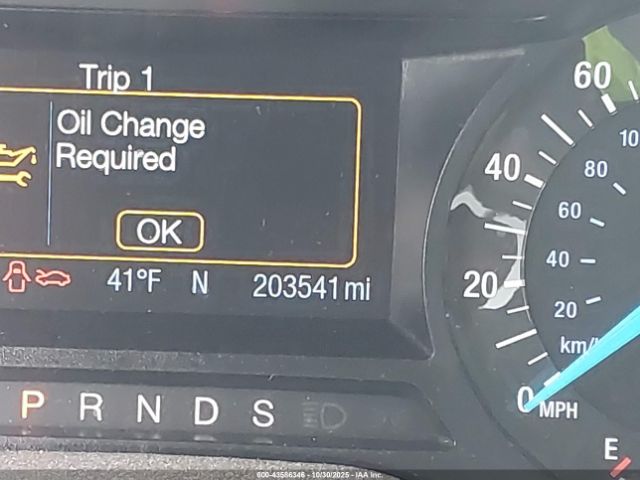 Trip 1
Oil Change
Required
OK
41°F N 203541 mi
P R N D S
60
40
20
0 MPH
80
60
40
20
km/
E
600-43586346 - 10/30/2025 - IAA Inc.